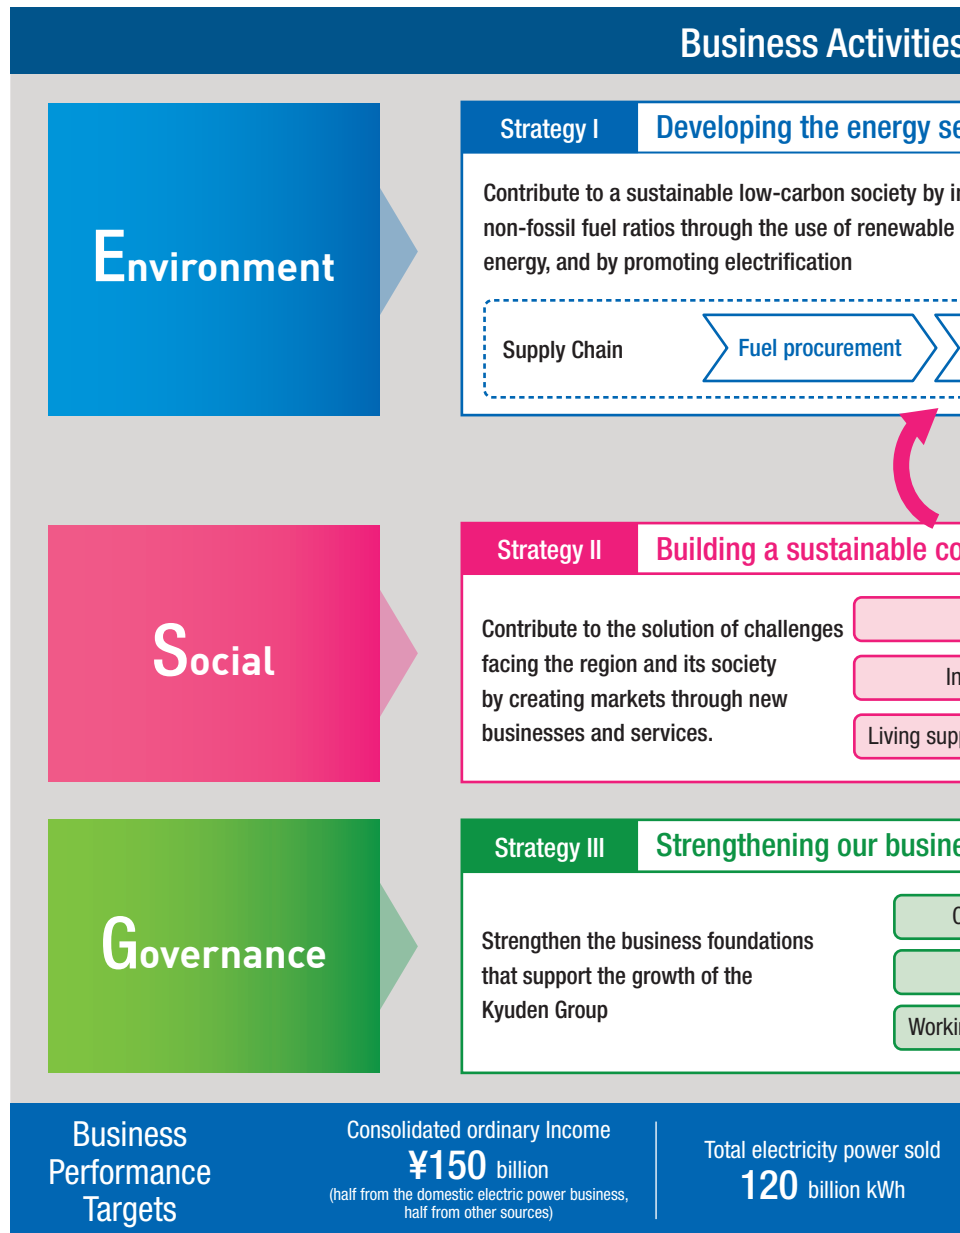 Business Activities
Environment
Strategy I
Developing the energy se
Contribute to a sustainable low-carbon society by in
non-fossil fuel ratios through the use of renewable
energy, and by promoting electrification
Supply Chain
Fuel procurement
Social
Strategy II
Building a sustainable co
Contribute to the solution of challenges
facing the region and its society
by creating markets through new
businesses and services.
In
Living supp
Governance
Strategy III
Strengthening our busine
Strengthen the business foundations
that support the growth of the
Kyuden Group
Workin
Business
Performance
Targets
Consolidated ordinary Income
¥150 billion
(half from the domestic electric power business,
half from other sources)
Total electricity power sold
120 billion kWh